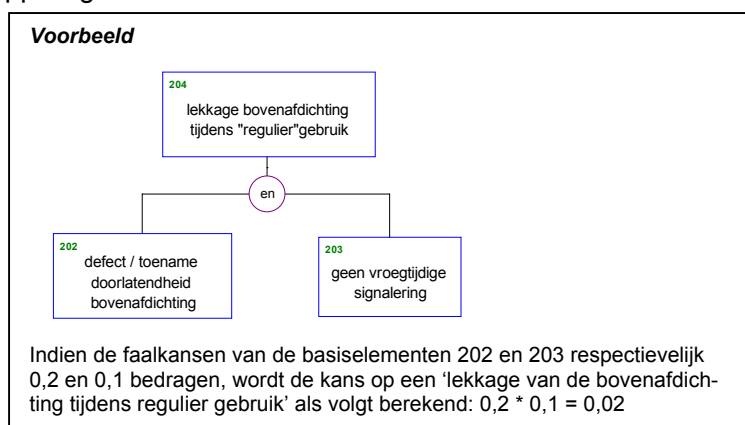 Voorbeeld
204
lekkage bovenafdichting
tijdens "regulier"gebruik
en
202
defect / toename
doorlatendheid
bovenafdichting
203
geen vroegtijdige
signalering
Indien de faalkansen van de basiselementen 202 en 203 respectievelijk
0,2 en 0,1 bedragen, wordt de kans op een ‘lekkage van de bovenafdich-
ting tijdens regulier gebruik’ als volgt berekend: 0,2 * 0,1 = 0,02